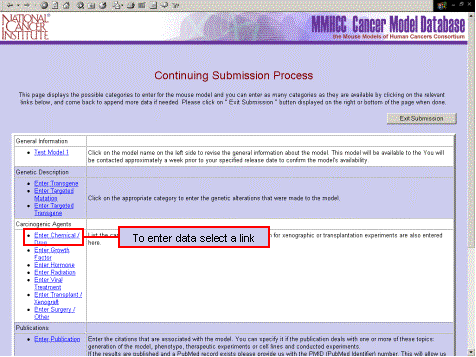 NATIONAL
CANCER
INSTITUTE
MMHCC Cancer Model Database
the Mouse Models of Human Cancers Consortium
Continuing Submission Process
This page displays the possible categories to enter for the mouse model and you can enter as many categories as they are available by clicking on the relevant
links below, and come back to append more data if needed. Please click on " Exit Submission " button displayed on the right or bottom of the page when done.
Exit Submission
General Information
Test Model 1
Click on the model name on the left side to revise the general information about the model. This model will be available to the You will
be contacted approximately a week prior to your specified release date to confirm the model's availability.
Genetic Description
Enter Transgene
Enter Targeted
Mutation
Enter Targeted
Transgene
Click on the appropriate category to enter the genetic alterations that were made to the model.
Carcinogenic Agents
Enter Chemical /
Drug
Enter Growth
Factor
Enter Hormone
Enter Radiation
Enter Viral
Treatment
Enter Transplant /
Xenograft
Enter Surgery /
Other
List the
for xenographic or transplantation experiments are also entered
here.
To enter data select a link
Publications
Enter Publication
Enter the citations that are associated with the model. You can specify it if the publication deals with one or more of these topics:
generation of the model, phenotype, therapeutic experiments or cell lines and conducted experiments.
If the results are published and a PubMed record exists please provide us with the PMID (PubMed Identifier) number. This will allow us